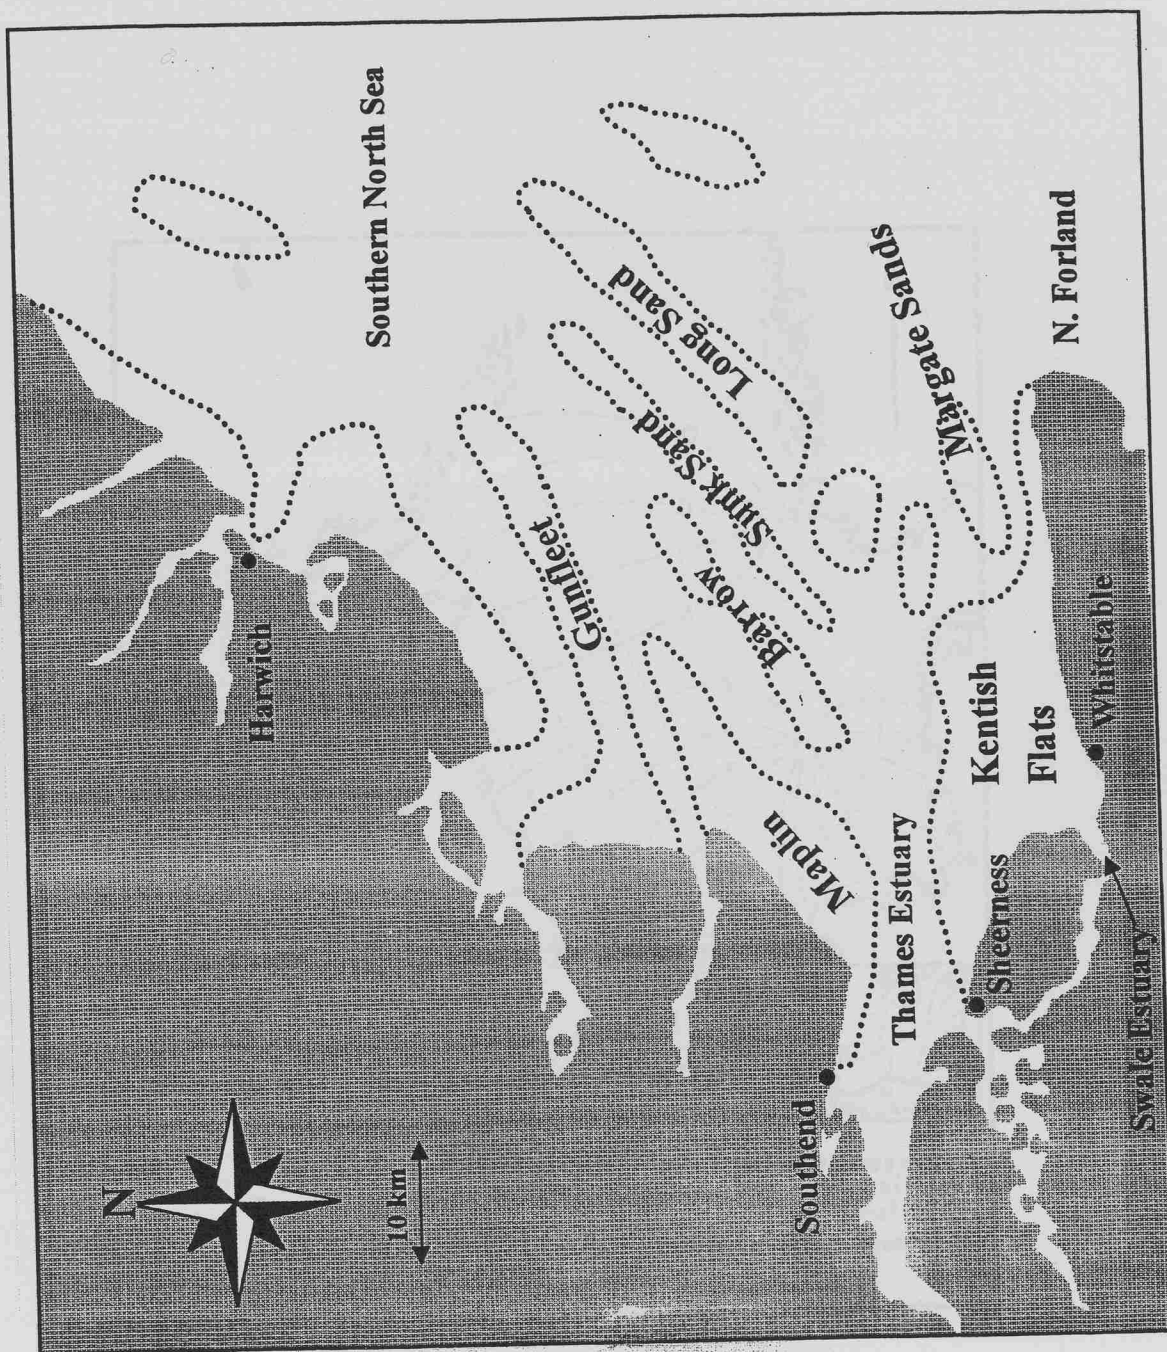 N
10 km
Harwich
Southern North Sea
Gunfleet
Long Sand
Sunk Sand
Barrow
Maplin
Margate Sands
Southend
Thames Estuary
Kentish
Flats
Sheerness
N. Forland
Whitstable
Swale Estuary